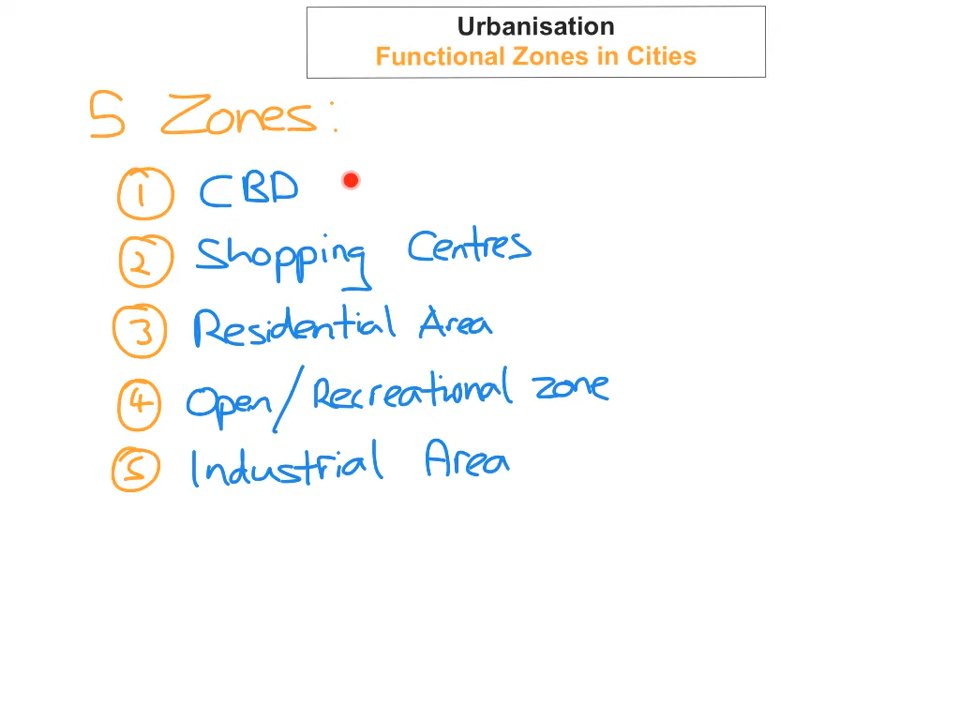 Urbanisation
Functional Zones in Cities
5 Zones:
1 CBD
2 Shopping Centres
3 Residential Area
4 Open/Recreational zone
5 Industrial Area